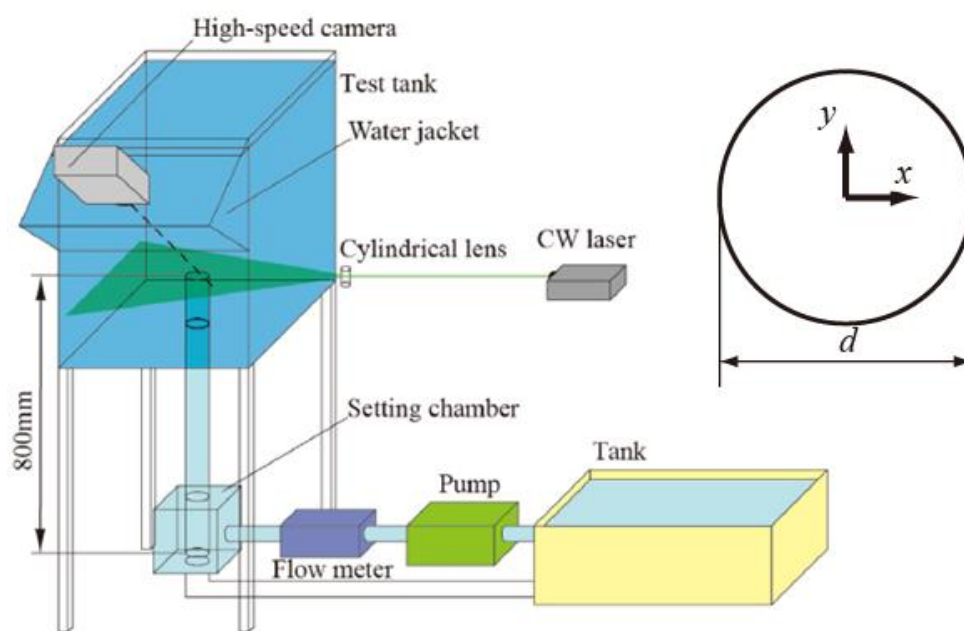 High-speed camera
Test tank
Water jacket
y
x
Cylindrical lens
CW laser
d
800mm
Setting chamber
Tank
Pump
Flow meter